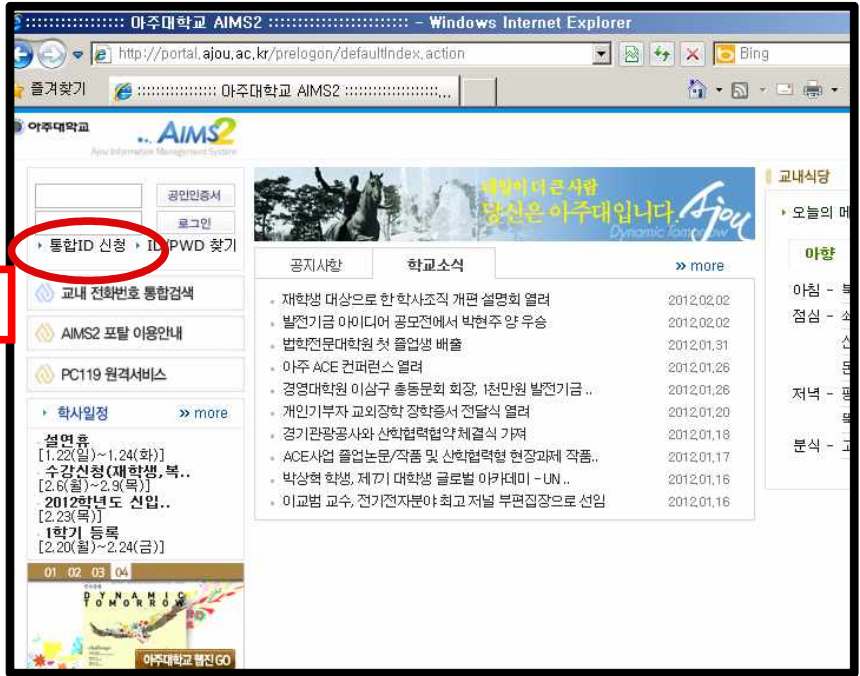 :::::::::::::::: 아주대학교 AIMS2 ::::::::::::::::::::::: - Windows Internet Explorer
http://portal.ajou.ac.kr/prelogon/defaultIndex.action
Bing
즐겨찾기
:::::::::::::::: 아주대학교 AIMS2 ::::::::::::::::::::...
아주대학교
AIMS2
Ajou Information Management System
공인인증서
로그인
통합ID 신청
PWD 찾기
교내 전화번호 통합검색
AIMS2 포탈 이용안내
PC119 원격서비스
학사일정 » more
설연휴
[1.22(일)~1.24(화)]
수강신청(재학생,복..
[2.6(월)~2.9(목)]
2012학년도 신입..
[2.23(목)]
1학기 등록
[2.20(월)~2.24(금)]
01 02 03 04
DYNAMIC
TOMORROW
아주대학교 웹진 GO
내일이 더 큰 사람
당신은 아주대입니다.
Ajou
Dynamic Tomorrow
공지사항 학교소식 » more
재학생 대상으로 한 학사조직 개편 설명회 열려 2012.02.02
발전기금 아이디어 공모전에서 박현주 양 우승 2012.02.02
법학전문대학원 첫 졸업생 배출 2012.01.31
아주 ACE 컨퍼런스 열려 2012.01.26
경영대학원 이삼구 총동문회 회장, 1천만원 발전기금 .. 2012.01.26
개인기부자 교외장학 장학증서 전달식 열려 2012.01.20
경기관광공사와 산학협력협약 체결식 가져 2012.01.18
ACE사업 졸업논문/작품 및 산학협력형 현장과제 작품.. 2012.01.17
박상혁 학생, 제7기 대학생 글로벌 아카데미 - UN .. 2012.01.16
이교범 교수, 전기전자분야 최고 저널 부편집장으로 선임 2012.01.16
교내식당
오늘의 메
아향
아침 -
점심 -
저녁 -
분식 -